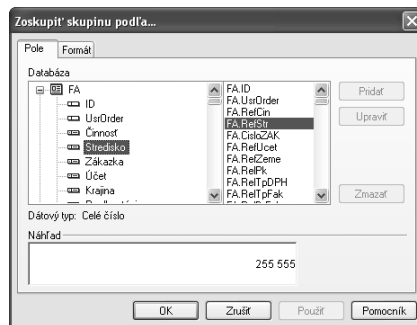 Zoskupiť skupinu podľa...
Pole Formát
Databáza
FA
ID
UsrOrder
Činnosť
Stredisko
Zákazka
Účet
Krajina
FA.ID
FA.UsrOrder
FA.RefCin
FA.RefStr
FA.CisloZAK
FA.RefUcet
FA.RefZeme
FA.RelPk
FA.RelTpDPH
FA.RelTpFak
Pridať
Upraviť
Zmazať
Dátový typ: Celé číslo
Náhľad
255 555
OK Zrušiť Použiť Pomocník